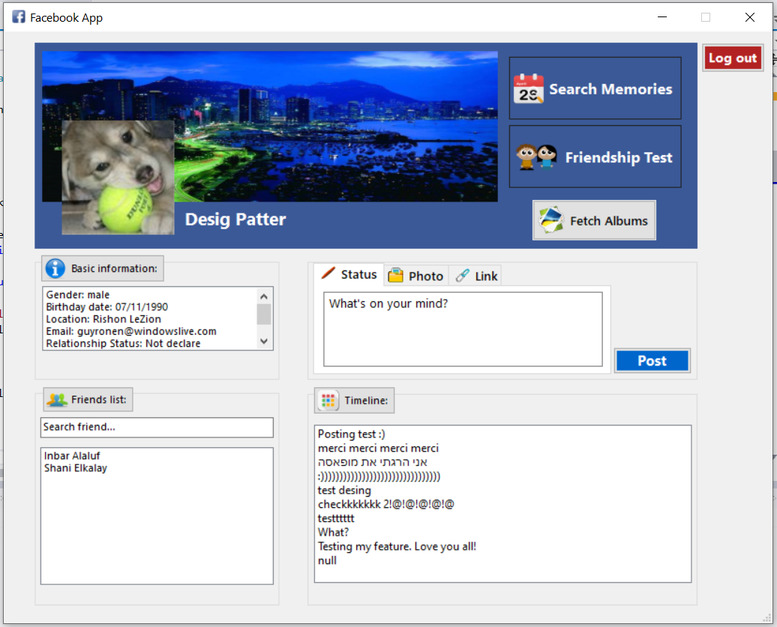 Facebook App
Log out
Search Memories
Friendship Test
Desig Patter
Fetch Albums
Basic information:
Gender: male
Birthday date: 07/11/1990
Location: Rishon LeZion
Email: guyronen@windowslive.com
Relationship Status: Not declare
Status
Photo
Link
What's on your mind?
Post
Friends list:
Search friend...
Inbar Alaluf
Shani Elkalay
Timeline:
Posting test :)
merci merci merci merci
אני הרגתי את מופאסה
:))))))))))))))))))))))))))))))))))
test desing
checkkkkkkk 2!@!@!@!@!@
testttttt
What?
Testing my feature. Love you all!
null